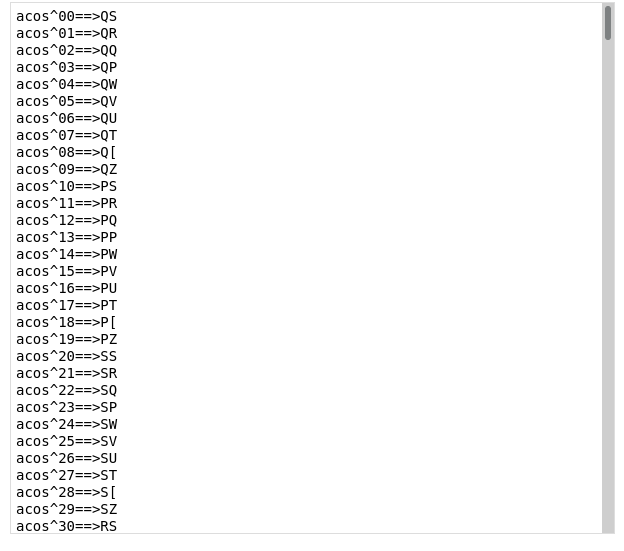 acos^00==>QS
acos^01==>QR
acos^02==>QQ
acos^03==>QP
acos^04==>QW
acos^05==>QV
acos^06==>QU
acos^07==>QT
acos^08==>Q[
acos^09==>QZ
acos^10==>PS
acos^11==>PR
acos^12==>PQ
acos^13==>PP
acos^14==>PW
acos^15==>PV
acos^16==>PU
acos^17==>PT
acos^18==>P[
acos^19==>PZ
acos^20==>SS
acos^21==>SR
acos^22==>SQ
acos^23==>SP
acos^24==>SW
acos^25==>SV
acos^26==>SU
acos^27==>ST
acos^28==>S[
acos^29==>SZ
acos^30==>RS